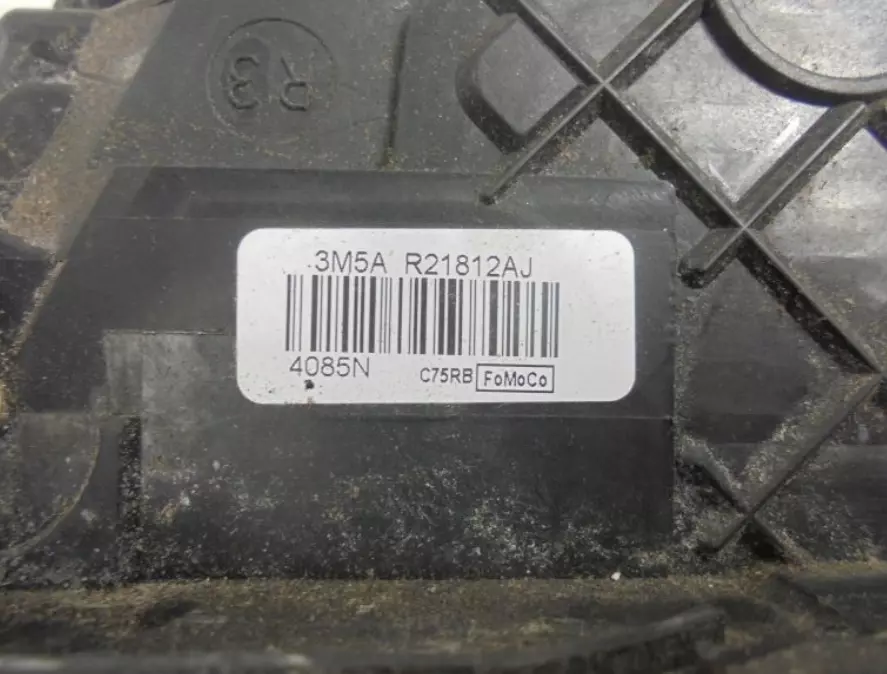 R3
3M5A R21812AJ
4085N C75RB FoMoCo